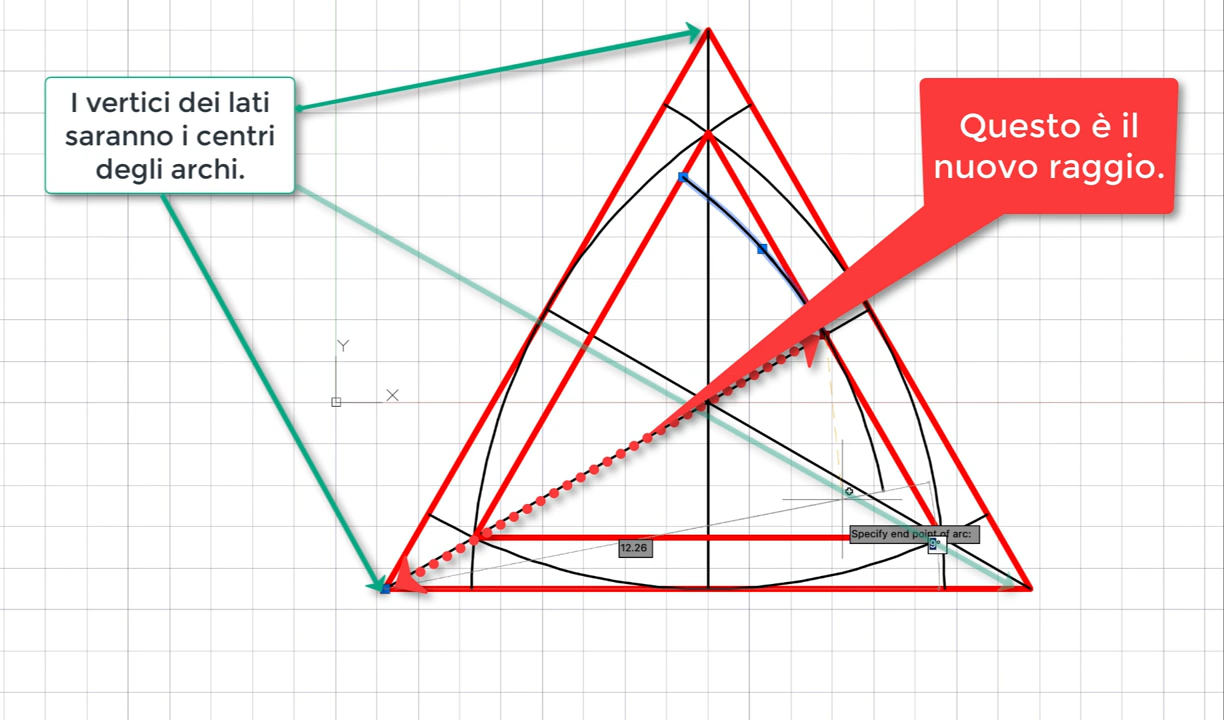 I vertici dei lati
saranno i centri
degli archi.
Questo è il
nuovo raggio.
Y
X
Specify end point of arc:
12.26